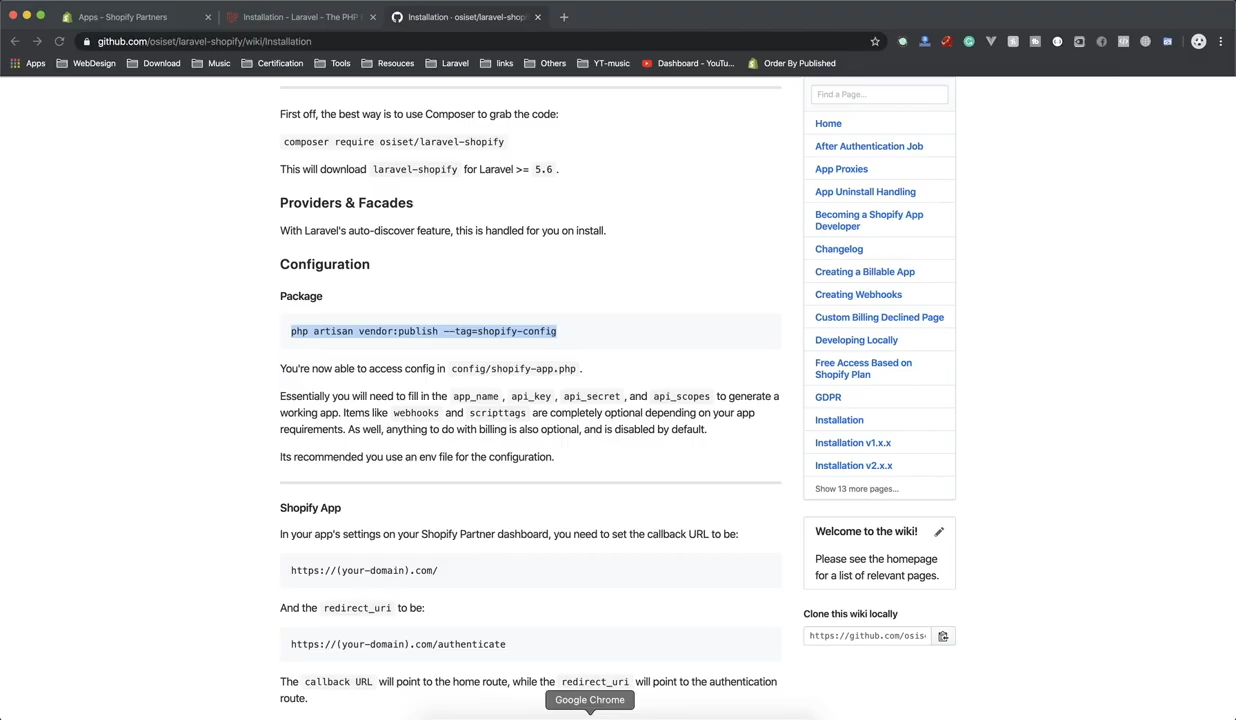 Apps - Shopify Partners
Installation - Laravel - The PHP
Installation · osiset/laravel-shopi
github.com/osiset/laravel-shopify/wiki/Installation
Apps
WebDesign
Download
Music
Certification
Tools
Resouces
Laravel
links
Others
YT-music
Dashboard - YouTu...
Order By Published
First off, the best way is to use Composer to grab the code:
composer require osiset/laravel-shopify
This will download laravel-shopify for Laravel >= 5.6 .
Providers & Facades
With Laravel's auto-discover feature, this is handled for you on install.
Configuration
Package
php artisan vendor:publish --tag=shopify-config
You're now able to access config in config/shopify-app.php .
Essentially you will need to fill in the app_name , api_key , api_secret , and api_scopes to generate a
working app. Items like webhooks and scripttags are completely optional depending on your app
requirements. As well, anything to do with billing is also optional, and is disabled by default.
Its recommended you use an env file for the configuration.
Shopify App
In your app's settings on your Shopify Partner dashboard, you need to set the callback URL to be:
https://(your-domain).com/
And the redirect_uri to be:
https://(your-domain).com/authenticate
The callback URL will point to the home route, while the redirect_uri will point to the authentication
route.
Google Chrome
Find a Page...
Home
After Authentication Job
App Proxies
App Uninstall Handling
Becoming a Shopify App
Developer
Changelog
Creating a Billable App
Creating Webhooks
Custom Billing Declined Page
Developing Locally
Free Access Based on
Shopify Plan
GDPR
Installation
Installation v1.x.x
Installation v2.x.x
Show 13 more pages...
Welcome to the wiki!
Please see the homepage
for a list of relevant pages.
Clone this wiki locally
https://github.com/osis